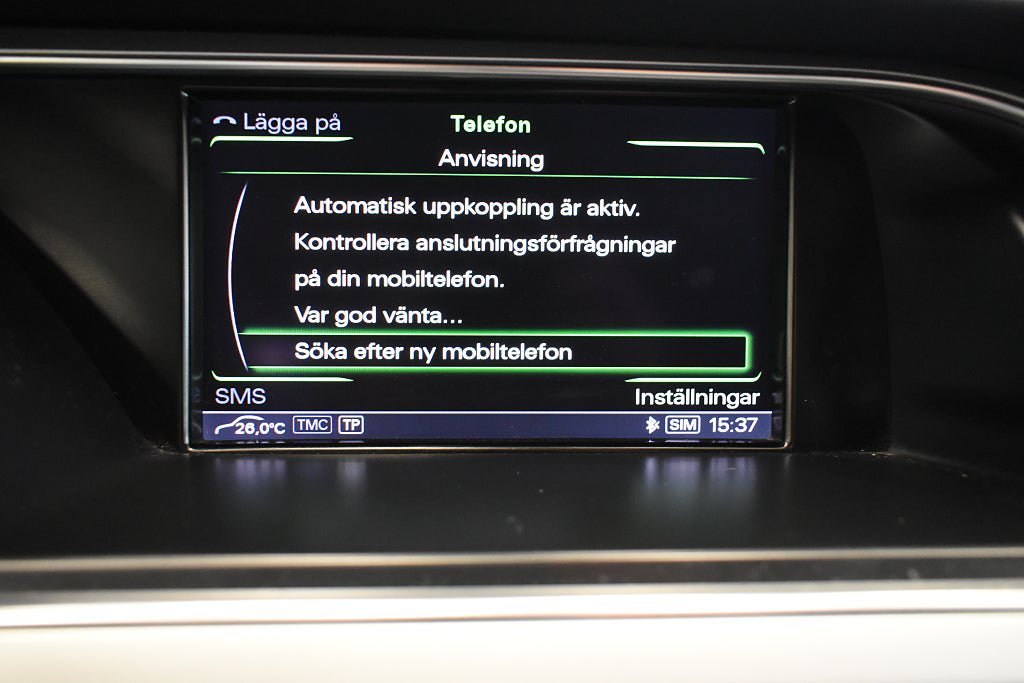 Lägga på
Telefon
Anvisning
Automatisk uppkoppling är aktiv.
Kontrollera anslutningsförfrågningar
på din mobiltelefon.
Var god vänta...
Söka efter ny mobiltelefon
SMS
Inställningar
26,0°C TMC TP
SIM 15:37